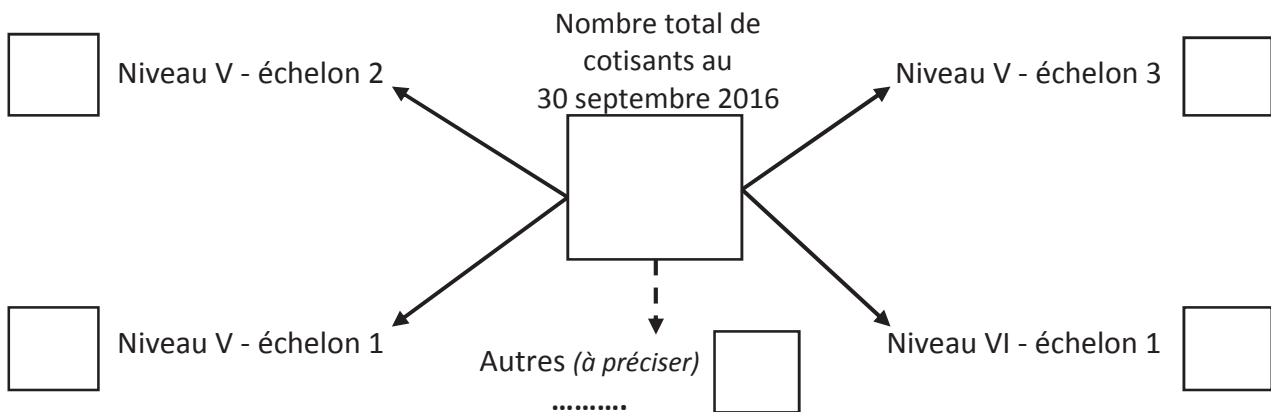 Nombre total de
cotisants au
30 septembre 2016
Niveau V - échelon 2
Niveau V - échelon 3
Niveau V - échelon 1
Niveau VI - échelon 1
Autres (à préciser)
..........